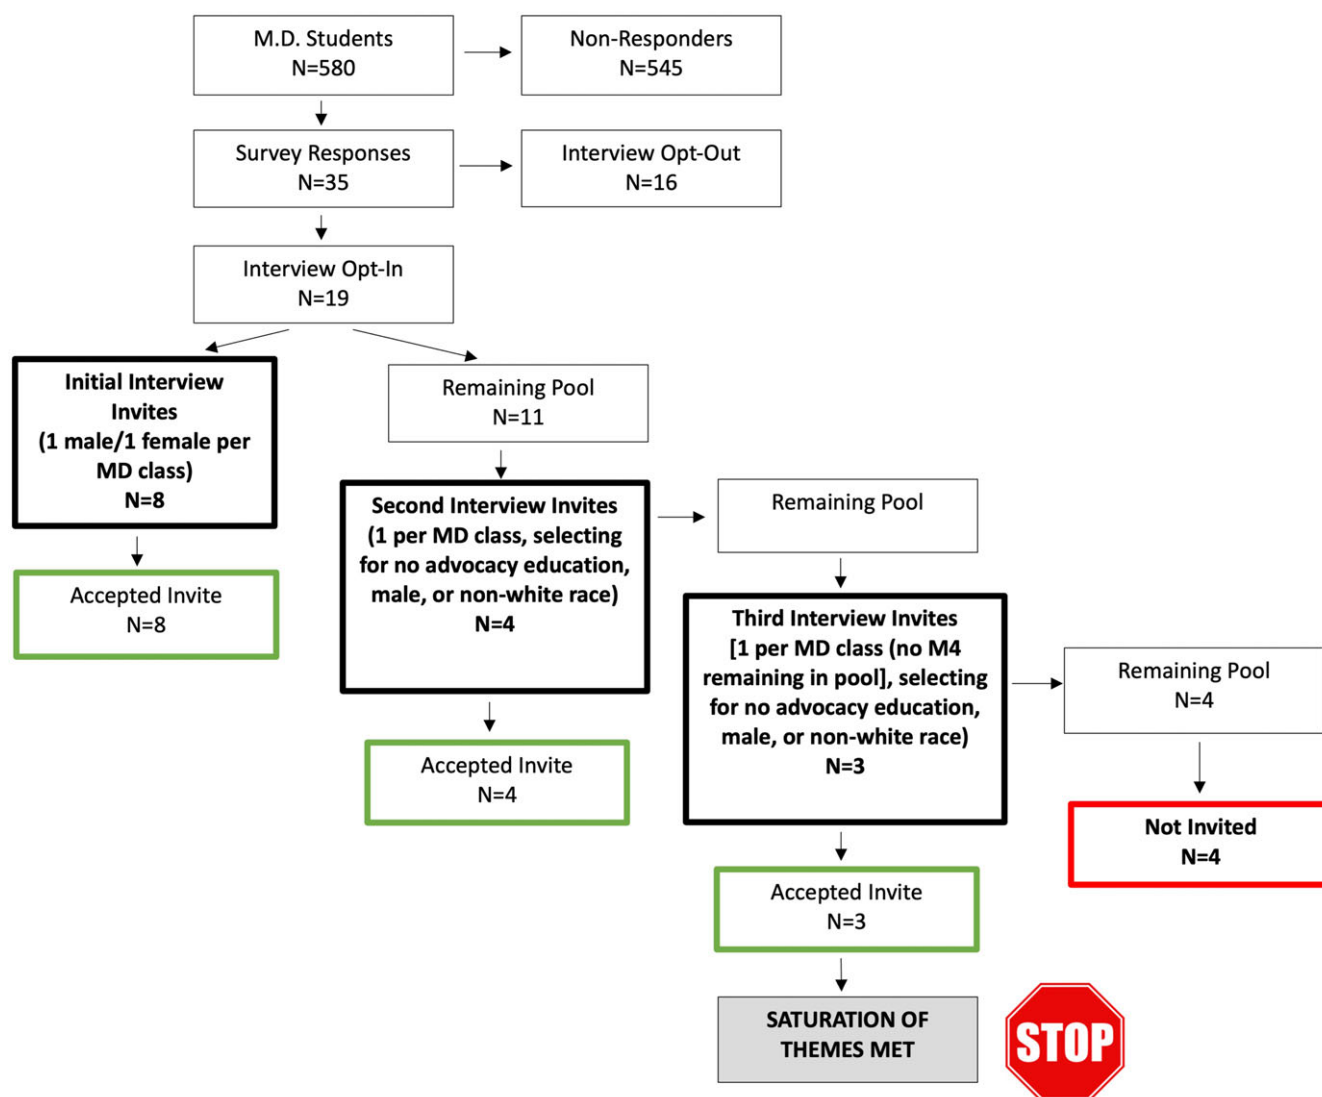 M.D. Students
N=580
Non-Responders
N=545
Survey Responses
N=35
Interview Opt-Out
N=16
Interview Opt-In
N=19
Initial Interview
Invites
(1 male/1 female per
MD class)
N=8
Remaining Pool
N=11
Accepted Invite
N=8
Second Interview Invites
(1 per MD class, selecting
for no advocacy education,
male, or non-white race)
N=4
Remaining Pool
Accepted Invite
N=4
Third Interview Invites
[1 per MD class (no M4
remaining in pool], selecting
for no advocacy education,
male, or non-white race)
N=3
Remaining Pool
N=4
Not Invited
N=4
Accepted Invite
N=3
SATURATION OF
THEMES MET
STOP